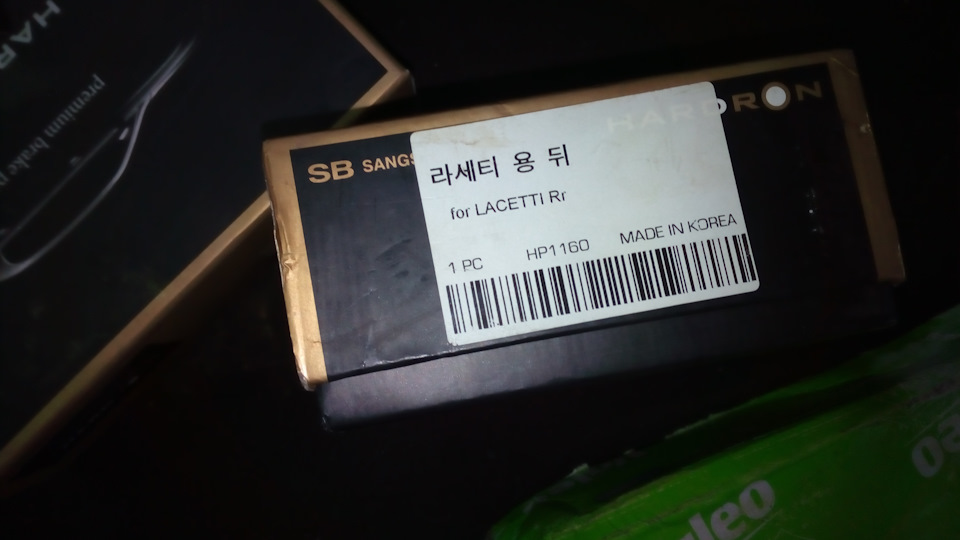 HAR
premium brake
SB SANGS
HARDRON
라세티 용 뒤
for LACETTI Rr
1 PC HP1160 MADE IN KOREA
leo